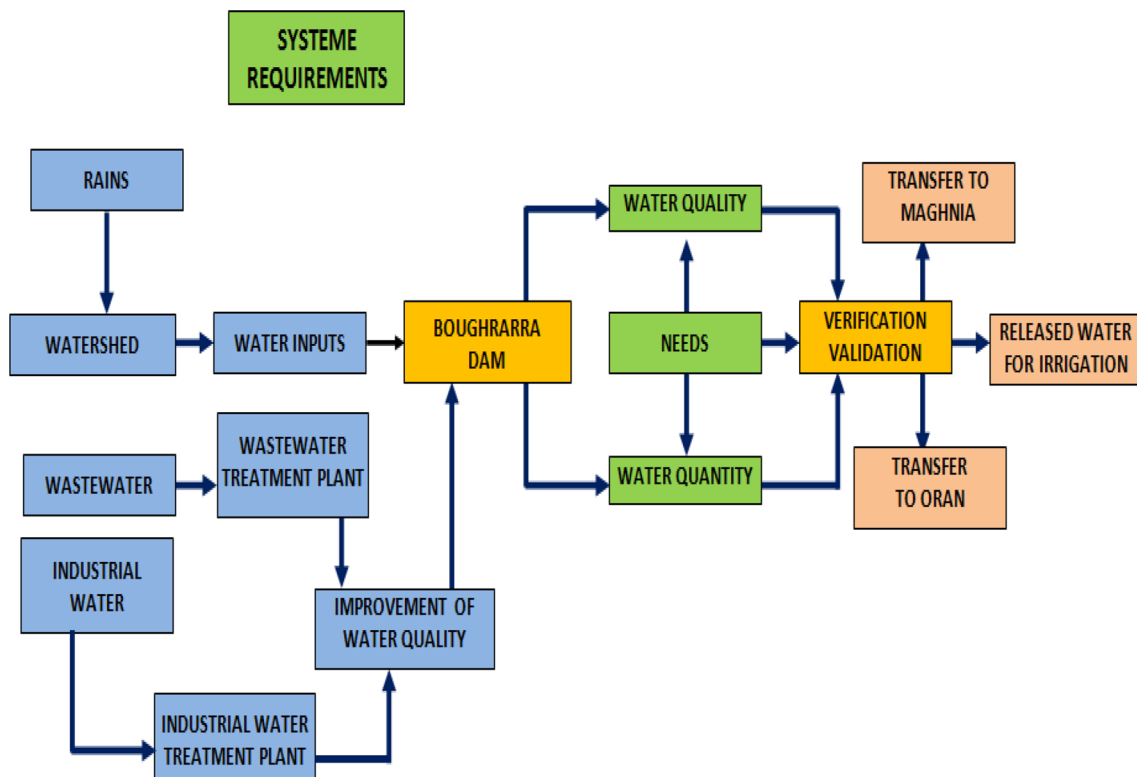 SYSTEME
REQUIREMENTS
RAINS
WATERSHED
WATER INPUTS
BOUGHRARRA
DAM
WATER QUALITY
NEEDS
WATER QUANTITY
VERIFICATION
VALIDATION
TRANSFER TO
MAGHNIA
RELEASED WATER
FOR IRRIGATION
TRANSFER
TO ORAN
WASTEWATER
WASTEWATER
TREATMENT PLANT
INDUSTRIAL
WATER
IMPROVEMENT OF
WATER QUALITY
INDUSTRIAL WATER
TREATMENT PLANT